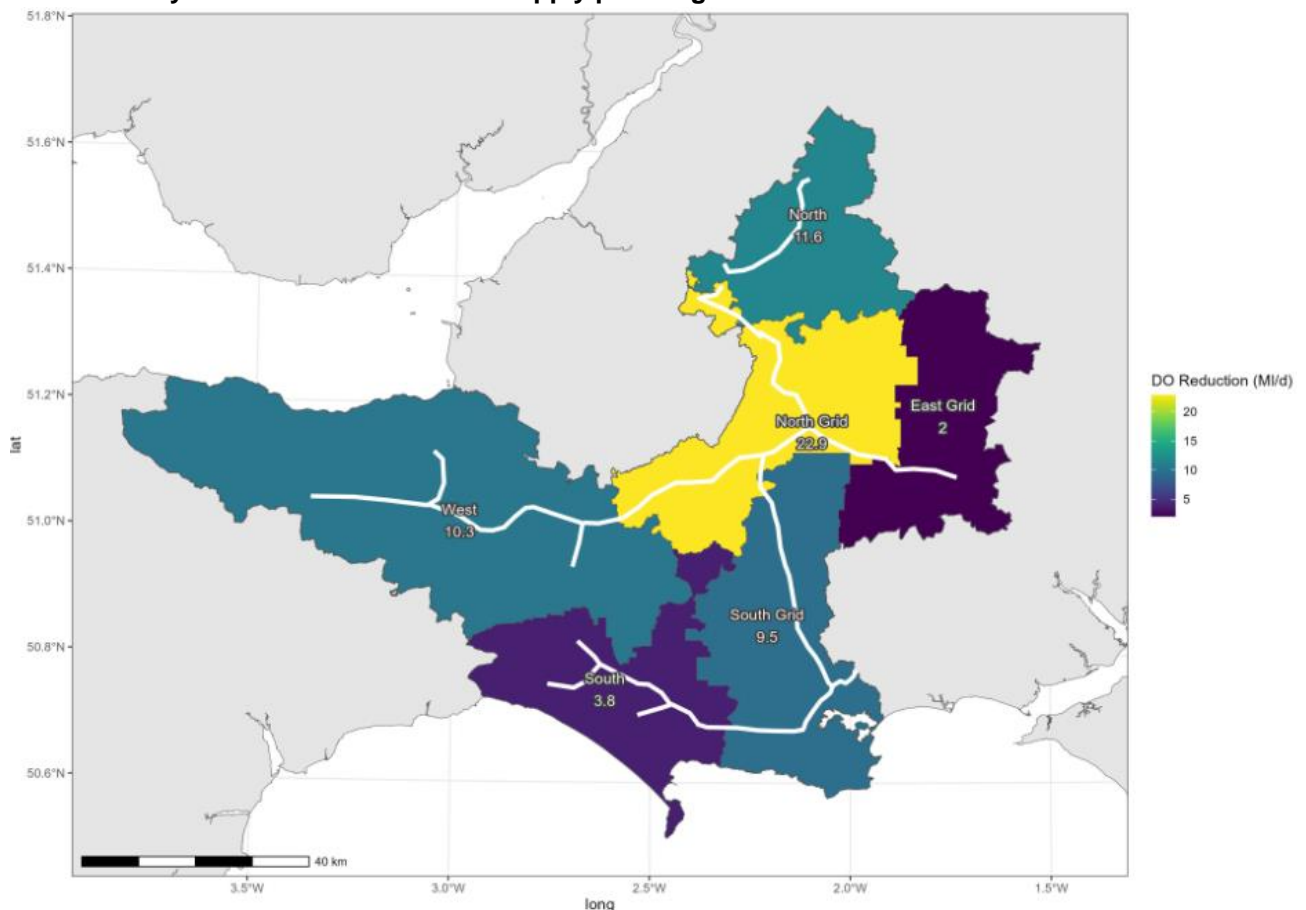 51.8°N
51.6°N
51.4°N
51.2°N
51.0°N
50.8°N
50.6°N
lat
North
11.6
East Grid
2
North Grid
22.9
West
10.3
South Grid
9.5
South
3.8
DO Reduction (Ml/d)
20
15
10
5
40 km
3.5°W
3.0°W
2.5°W
2.0°W
1.5°W
long